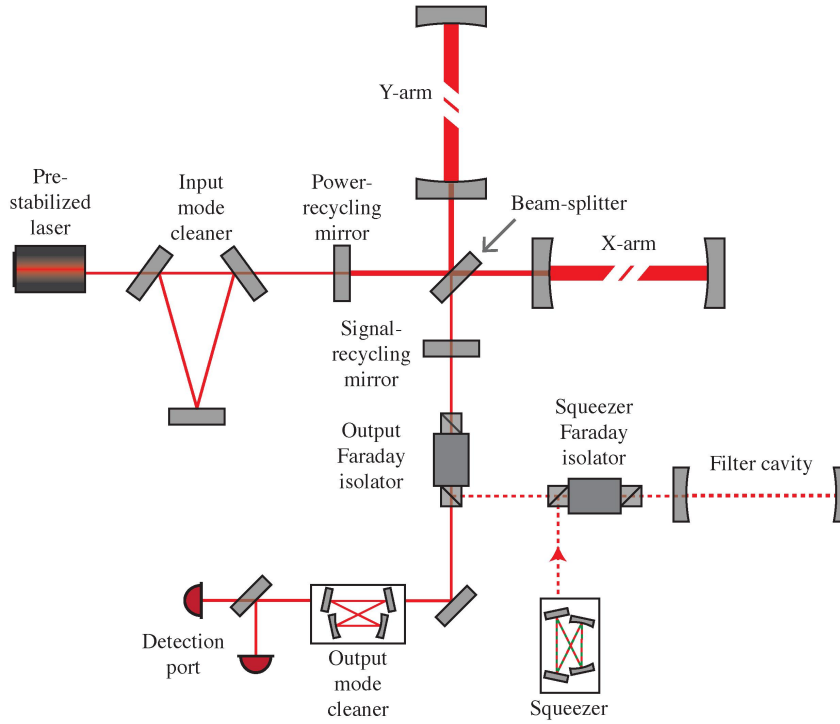 Y-arm
Pre-
stabilized
laser
Input
mode
cleaner
Power-
recycling
mirror
Beam-splitter
X-arm
Signal-
recycling
mirror
Output
Faraday
isolator
Squeezer
Faraday
isolator
Filter cavity
Detection
port
Output
mode
cleaner
Squeezer